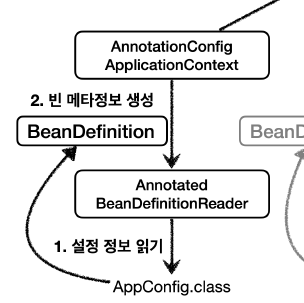 AnnotationConfig
ApplicationContext
2. 빈 메타정보 생성
BeanDefinition
BeanD
Annotated
BeanDefinitionReader
1. 설정 정보 읽기
AppConfig.class